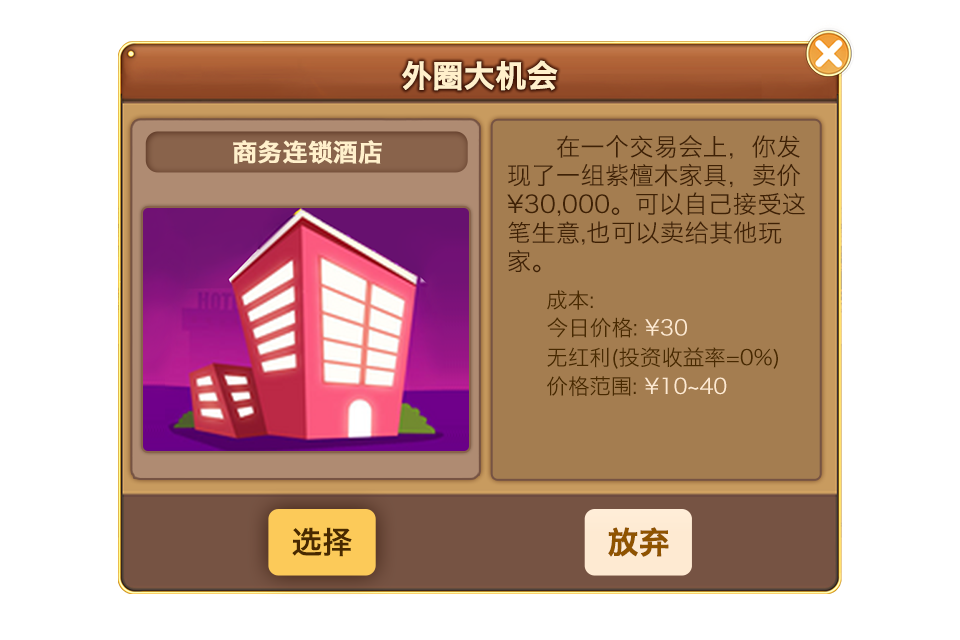 外圈大机会
商务连锁酒店
HOT
在一个交易会上，你发
现了一组紫檀木家具，卖价
¥30,000。可以自己接受这
笔生意,也可以卖给其他玩
家。
成本:
今日价格: ¥30
无红利(投资收益率=0%)
价格范围: ¥10~40
选择
放弃